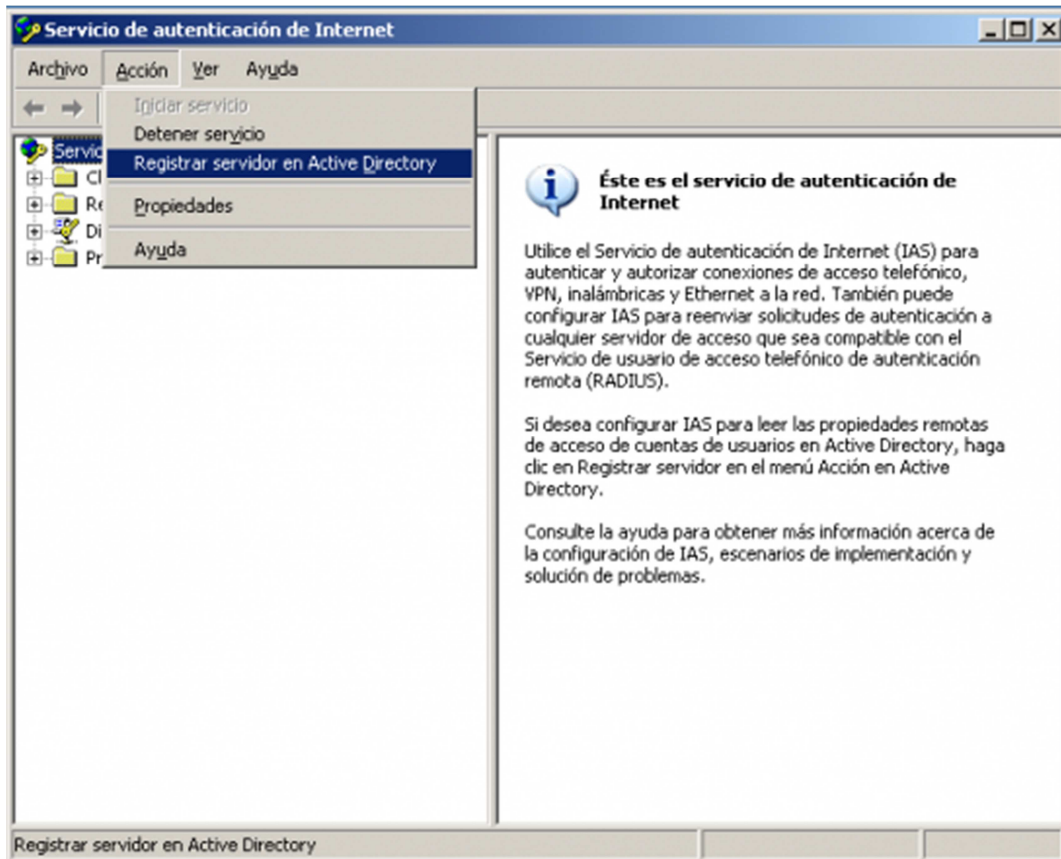 Servicio de autenticación de Internet
Archivo Acción Ver Ayuda
Iniciar servicio
Detener servicio
Registrar servidor en Active Directory
Propiedades
Ayuda
Servic
Cl
Re
Di
Pr
Éste es el servicio de autenticación de
Internet
Utilice el Servicio de autenticación de Internet (IAS) para
autenticar y autorizar conexiones de acceso telefónico,
VPN, inalámbricas y Ethernet a la red. También puede
configurar IAS para reenviar solicitudes de autenticación a
cualquier servidor de acceso que sea compatible con el
Servicio de usuario de acceso telefónico de autenticación
remota (RADIUS).
Si desea configurar IAS para leer las propiedades remotas
de acceso de cuentas de usuarios en Active Directory, haga
clic en Registrar servidor en el menú Acción en Active
Directory.
Consulte la ayuda para obtener más información acerca de
la configuración de IAS, escenarios de implementación y
solución de problemas.
Registrar servidor en Active Directory